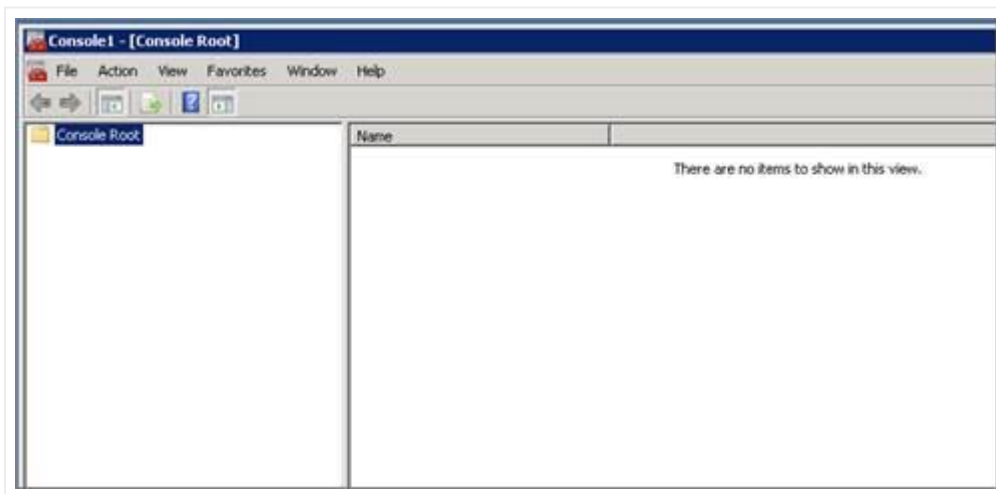 Console1 - [Console Root]
File Action View Favorites Window Help
Console Root
Name
There are no items to show in this view.